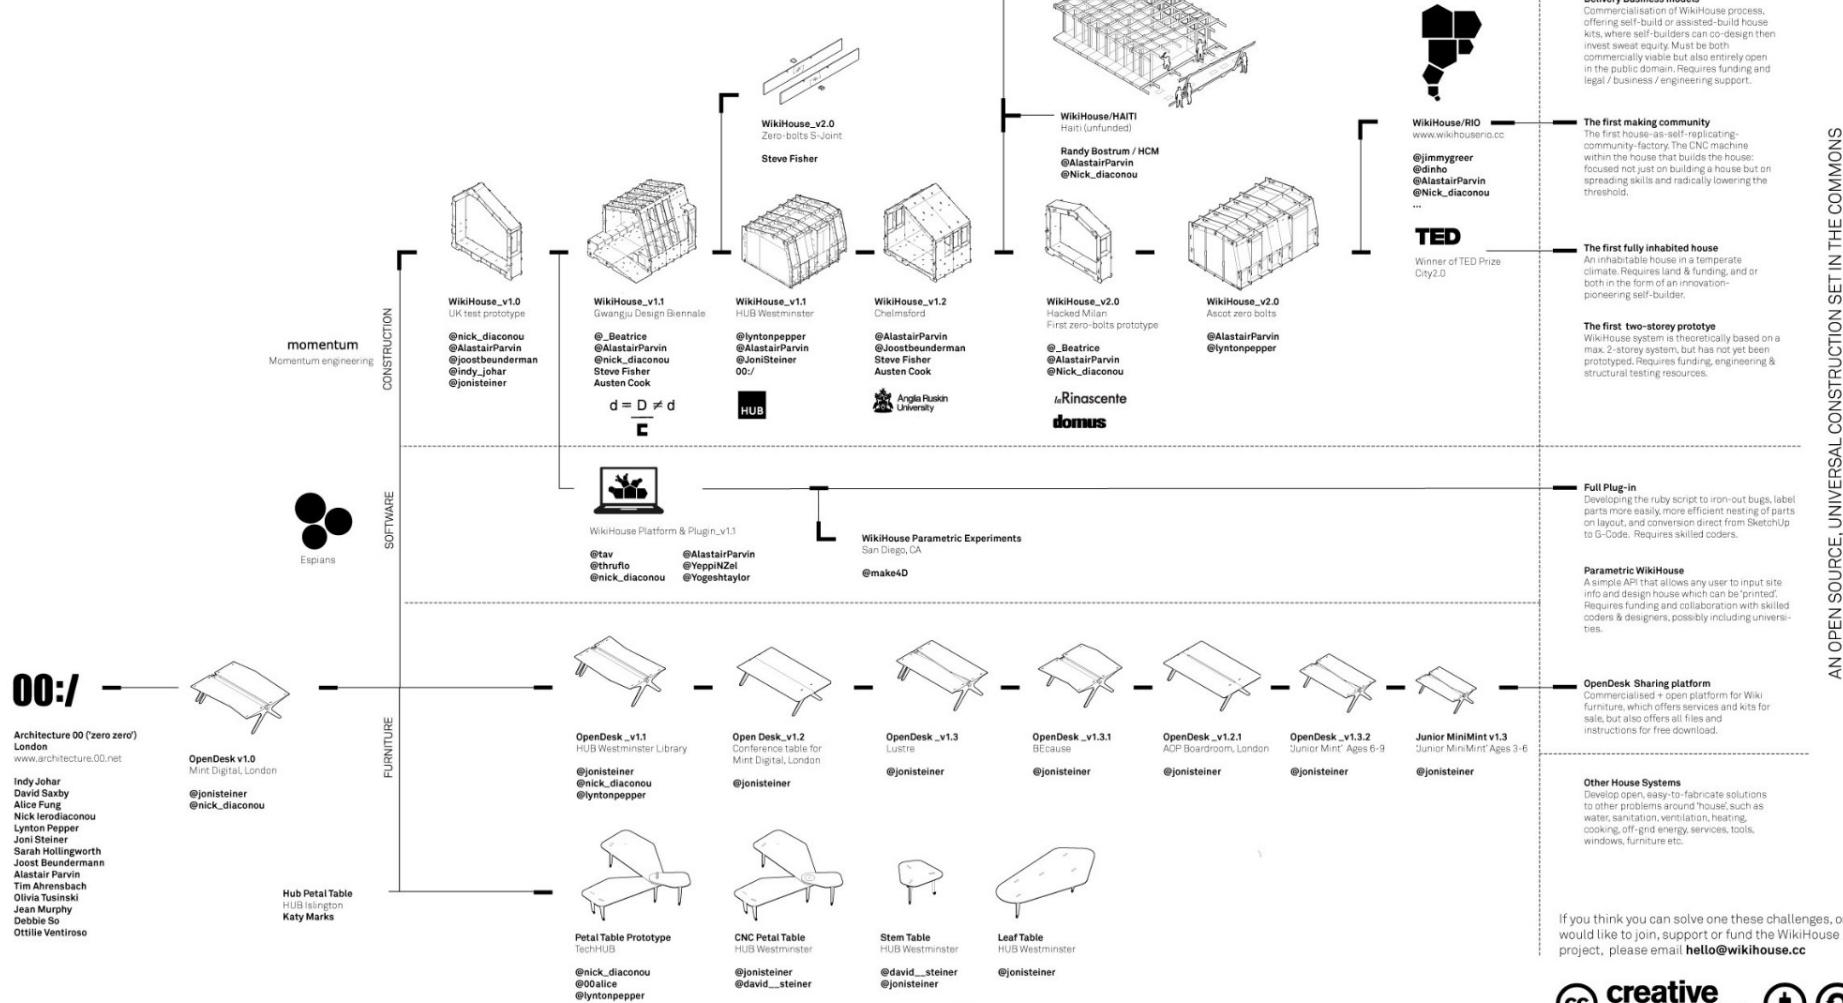 Delivery Business models
Commercialisation of WikiHouse process,
offering self-build or assisted-build house
kits, where self-builders can co-design then
invest sweat equity. Must be both
commercially viable but also entirely open
in the public domain. Requires funding and
legal / business / engineering support.
WikiHouse_v2.0
Zero-bolts S-Joint
Steve Fisher
WikiHouse/HAITI
Haiti (unfunded)
Randy Bostrum / HCM
@AlastairParvin
@Nick_diaconou
WikiHouse/RIO
www.wikihouserio.cc
@jimmygreer
@dinho
@AlastairParvin
@Nick_diaconou
...
The first making community
The first house-as-self-replicating-
community-factory. The CNC machine
within the house that builds the house:
focused not just on building a house but on
spreading skills and radically lowering the
threshold.
TED
Winner of TED Prize
City2.0
The first fully inhabited house
An inhabitable house in a temperate
climate. Requires land & funding, and or
both in the form of an innovation-
pioneering self-builder.
The first  two-storey prototye
WikiHouse system is theoretically based on a
max. 2-storey system, but has not yet been
prototyped. Requires funding, engineering &
structural testing resources.
AN OPEN SOURCE, UNIVERSAL CONSTRUCTION SET IN THE COMMONS
CONSTRUCTION
momentum
Momentum engineering
WikiHouse_v1.0
UK test prototype
@nick_diaconou
@AlastairParvin
@joostbeunderman
@indy_johar
@jonisteiner
WikiHouse_v1.1
Gwangju Design Biennale
@_Beatrice
@AlastairParvin
@nick_diaconou
Steve Fisher
Austen Cook
d = D ≠ d
WikiHouse_v1.1
HUB Westminster
@lyntonpepper
@AlastairParvin
@JoniSteiner
00:/
HUB
WikiHouse_v1.2
Chelmsford
@AlastairParvin
@Joostbeunderman
Steve Fisher
Austen Cook
Anglia Ruskin
University
WikiHouse_v2.0
Hacked Milan
First zero-bolts prototype
@_Beatrice
@AlastairParvin
@Nick_diaconou
laRinascente
domus
WikiHouse_v2.0
Ascot zero bolts
@AlastairParvin
@lyntonpepper
SOFTWARE
Espians
WikiHouse Platform & Plugin_v1.1
@tav
@thruflo
@nick_diaconou
@AlastairParvin
@YeppiNZel
@Yogeshtaylor
WikiHouse Parametric Experiments
San Diego, CA
@make4D
Full Plug-in
Developing the ruby script to iron-out bugs, label
parts more easily, more efficient nesting of parts
on layout, and conversion direct from SketchUp
to G-Code.  Requires skilled coders.
Parametric WikiHouse
A simple API that allows any user to input site
info and design house which can be 'printed'.
Requires funding and collaboration with skilled
coders & designers, possibly including universi-
ties.
FURNITURE
00:/
Architecture 00 ('zero zero')
London
www.architecture.00.net
Indy Johar
David Saxby
Alice Fung
Nick Ierodiaconou
Lynton Pepper
Joni Steiner
Sarah Hollingworth
Joost Beundermann
Alastair Parvin
Tim Ahrensbach
Olivia Tusinski
Jean Murphy
Debbie So
Ottilie Ventiroso
OpenDesk v1.0
Mint Digital, London
@jonisteiner
@nick_diaconou
OpenDesk_v1.1
HUB Westminster Library
@jonisteiner
@nick_diaconou
@lyntonpepper
Open Desk_v1.2
Conference table for
Mint Digital, London
@jonisteiner
OpenDesk_v1.3
Lustre
@jonisteiner
OpenDesk _v1.3.1
BEcause
@jonisteiner
OpenDesk _v1.2.1
AOP Boardroom, London
@jonisteiner
OpenDesk _v1.3.2
'Junior Mint' Ages 6-9
@jonisteiner
Junior MiniMint v1.3
'Junior MiniMint' Ages 3-6
@jonisteiner
OpenDesk  Sharing platform
Commercialised + open platform for Wiki
furniture, which offers services and kits for
sale, but also offers all files and
instructions for free download.
Other House Systems
Develop open, easy-to-fabricate solutions
to other problems around 'house', such as
water, sanitation, ventilation, heating,
cooking, off-grid energy, services, tools,
windows, furniture etc.
Hub Petal Table
HUB Islington
Katy Marks
Petal Table Prototype
TechHUB
@nick_diaconou
@00alice
@lyntonpepper
CNC Petal Table
HUB Westminster
@jonisteiner
@david__steiner
Stem Table
HUB Westminster
@david__steiner
@jonisteiner
Leaf Table
HUB Westminster
@jonisteiner
If you think you can solve one these challenges, o
would like to join, support or fund the WikiHouse
project,  please email hello@wikihouse.cc
cc creative